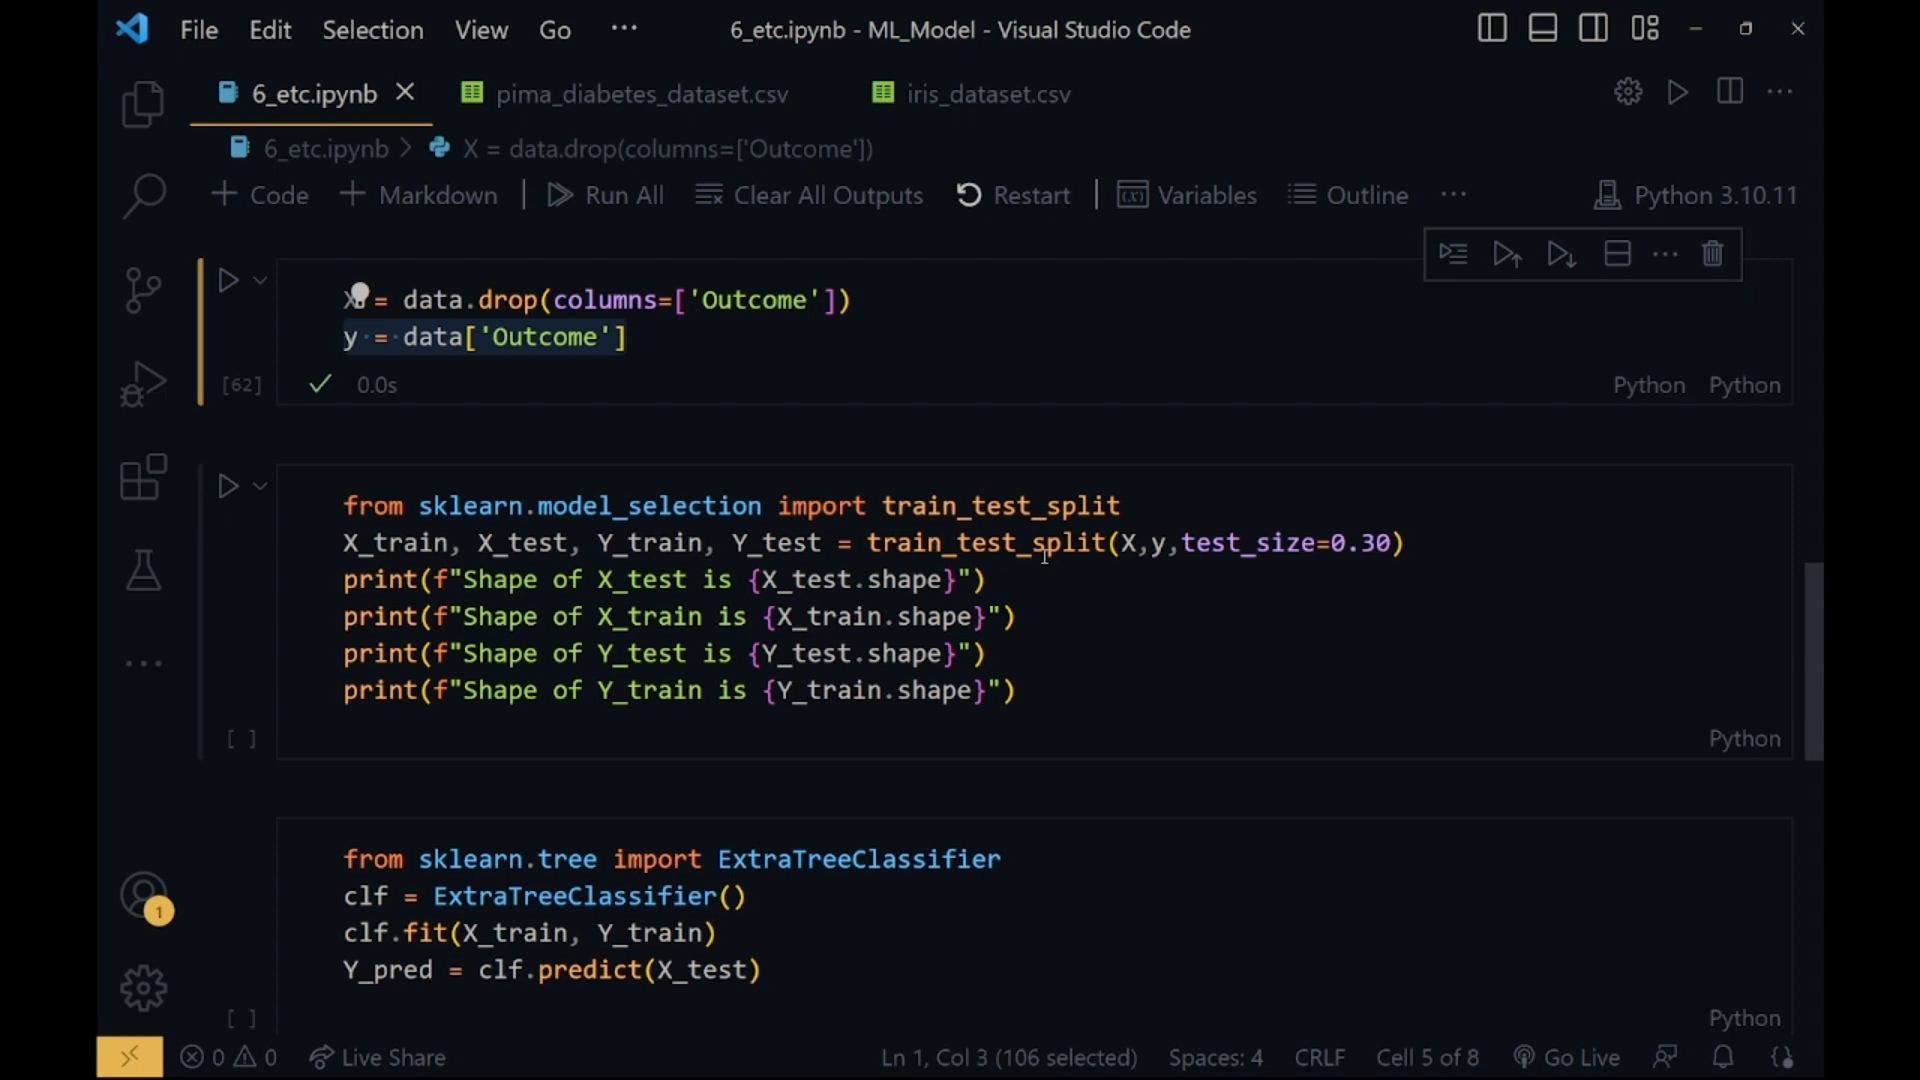 File Edit Selection View Go ··· 6_etc.ipynb - ML_Model - Visual Studio Code
6_etc.ipynb pima_diabetes_dataset.csv iris_dataset.csv
6_etc.ipynb > X = data.drop(columns=['Outcome'])
+ Code + Markdown | Run All Clear All Outputs Restart | Variables Outline ··· Python 3.10.11
X = data.drop(columns=['Outcome'])
y = data['Outcome']
[62] 0.0s Python Python
from sklearn.model_selection import train_test_split
X_train, X_test, Y_train, Y_test = train_test_split(X,y,test_size=0.30)
print(f"Shape of X_test is {X_test.shape}")
print(f"Shape of X_train is {X_train.shape}")
print(f"Shape of Y_test is {Y_test.shape}")
print(f"Shape of Y_train is {Y_train.shape}")
[ ] Python
from sklearn.tree import ExtraTreeClassifier
clf = ExtraTreeClassifier()
clf.fit(X_train, Y_train)
Y_pred = clf.predict(X_test)
1
[ ] Python
0 0 Live Share Ln 1, Col 3 (106 selected) Spaces: 4 CRLF Cell 5 of 8 Go Live